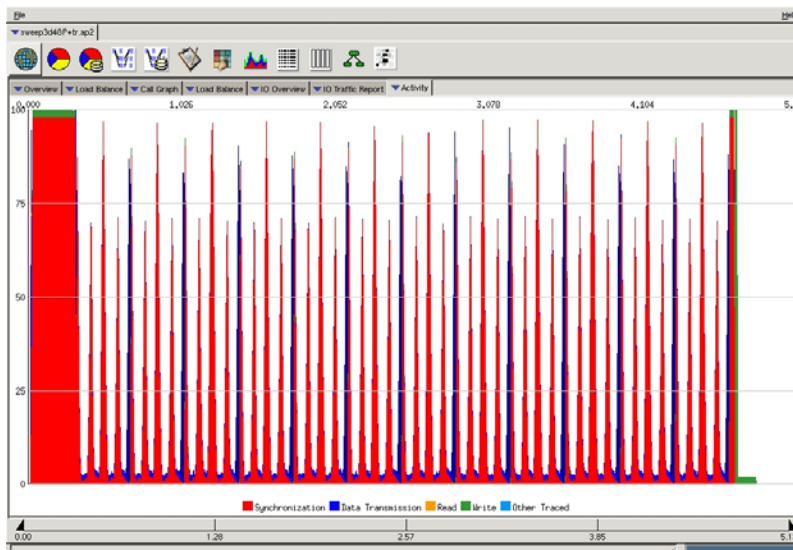 File
sweep3d48P+tr.ap2
Overview Load Balance Call Graph Load Balance IO Overview IO Traffic Report Activity
0.000 1,026 2,052 3,078 4,104
100
75
50
25
0
Synchronization Data Transmission Read Write Other Traced
0.00 1.28 2.57 3.85